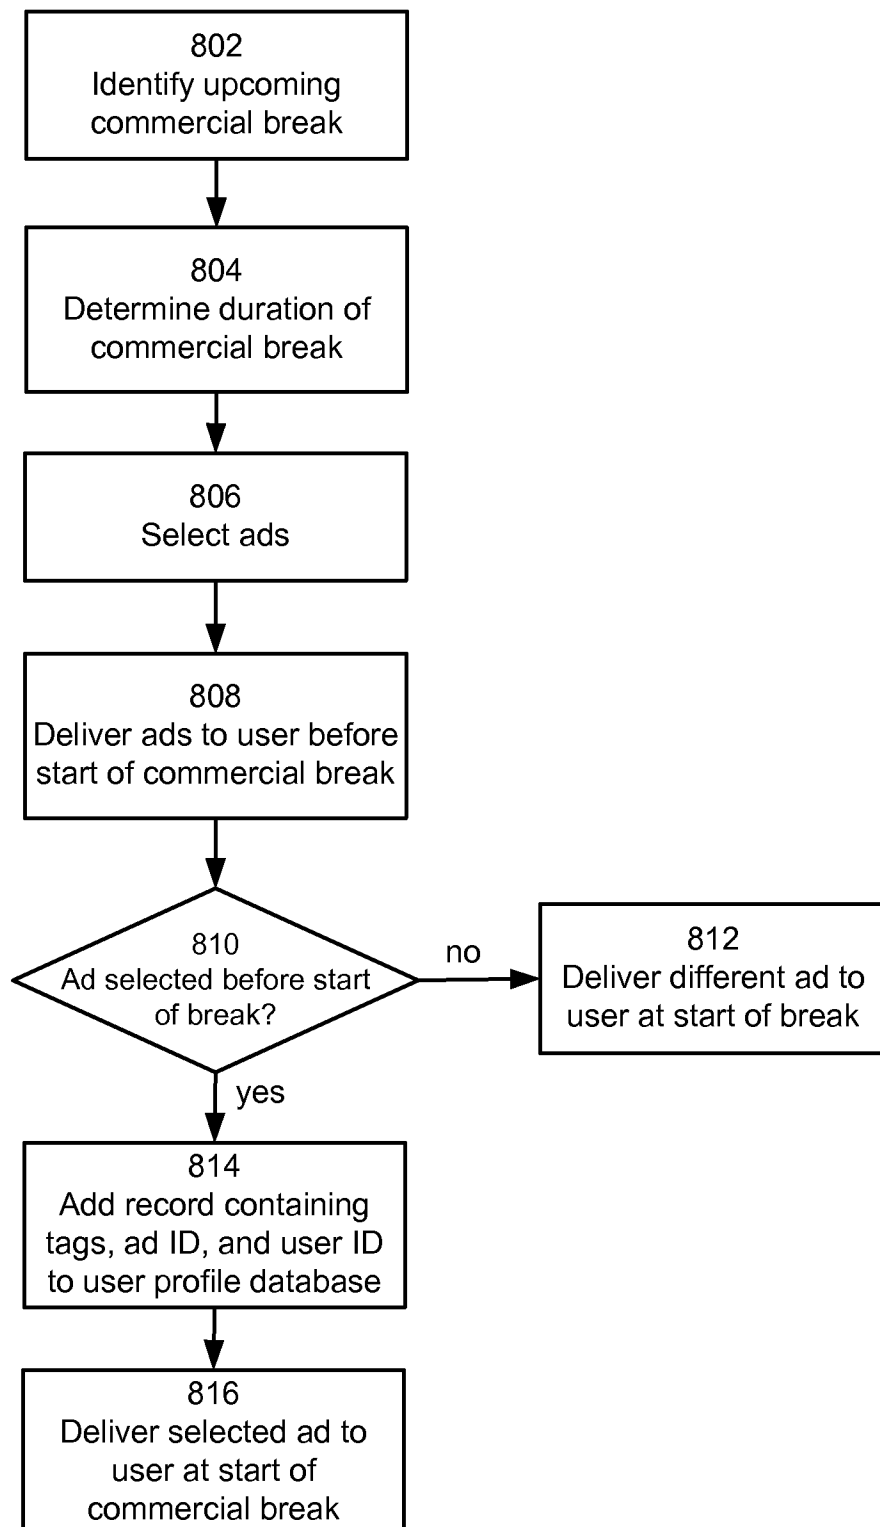 802
Identify upcoming
commercial break
804
Determine duration of
commercial break
806
Select ads
808
Deliver ads to user before
start of commercial break
810
Ad selected before start
of break?
no
812
Deliver different ad to
user at start of break
yes
814
Add record containing
tags, ad ID, and user ID
to user profile database
816
Deliver selected ad to
user at start of
commercial break